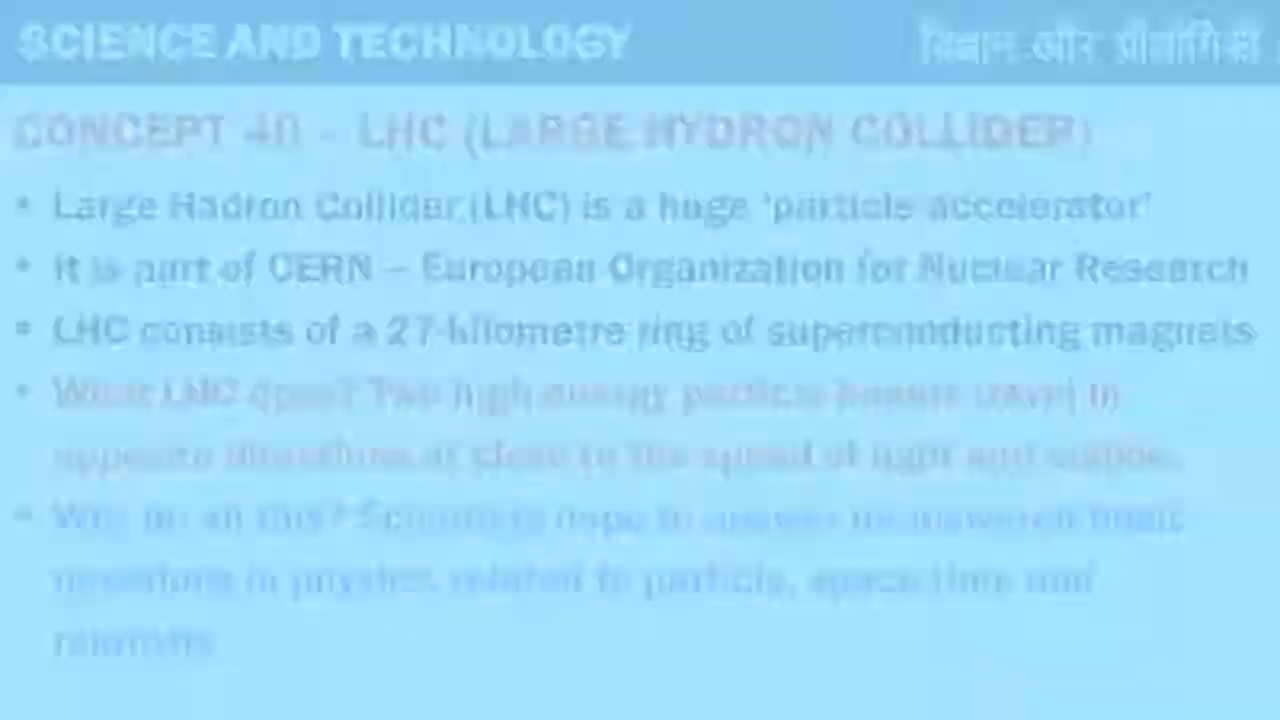 SCIENCE AND TECHNOLOGY
विज्ञान और प्रौद्योगिकी
CONCEPT 40 – LHC (LARGE HYDRON COLLIDER)
• Large Hadron Collider (LHC) is a huge 'particle accelerator'
• It is part of CERN – European Organization for Nuclear Research
• LHC consists of a 27-kilometre ring of superconducting magnets
• What LHC does? Two high energy particle beams travel in
opposite directions at close to the speed of light and collide.
• Why do all this? Scientists hope to answer unanswered basic
questions in physics related to particle, space time and
relativity